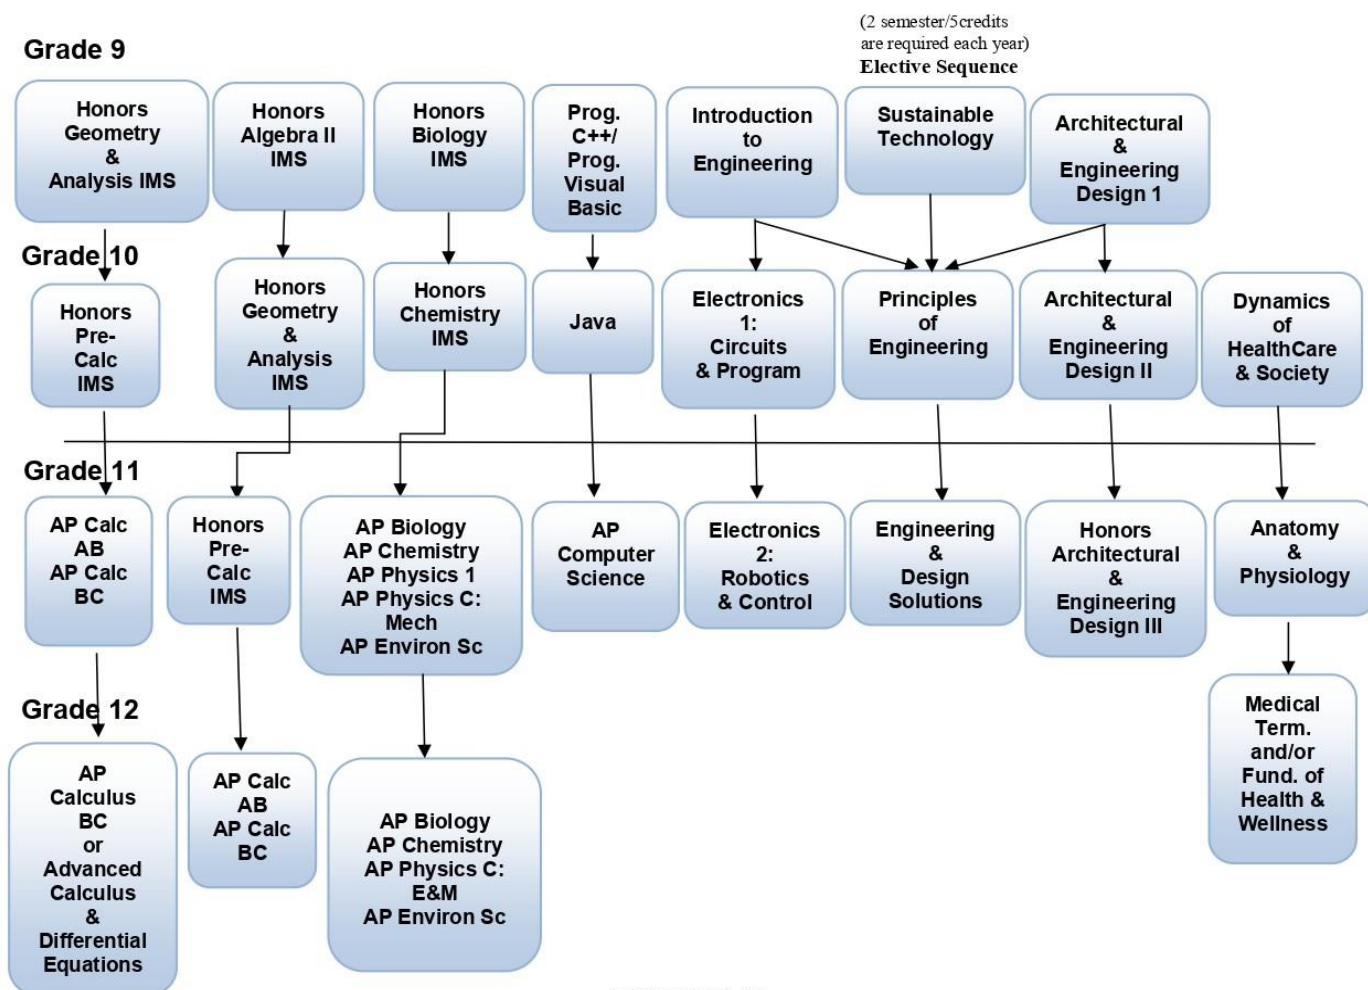 (2 semester/5credits
are required each year)
Elective Sequence
Grade 9
Honors
Geometry
&
Analysis IMS
Honors
Algebra II
IMS
Honors
Biology
IMS
Prog.
C++/
Prog.
Visual
Basic
Introduction
to
Engineering
Sustainable
Technology
Architectural
&
Engineering
Design 1
Grade 10
Honors
Pre-
Calc
IMS
Honors
Geometry
&
Analysis
IMS
Honors
Chemistry
IMS
Java
Electronics
1:
Circuits
& Program
Principles
of
Engineering
Architectural
&
Engineering
Design II
Dynamics
of
HealthCare
& Society
Grade 11
AP Calc
AB
AP Calc
BC
Honors
Pre-
Calc
IMS
AP Biology
AP Chemistry
AP Physics 1
AP Physics C:
Mech
AP Environ Sc
AP
Computer
Science
Electronics
2:
Robotics
& Control
Engineering
&
Design
Solutions
Honors
Architectural
&
Engineering
Design III
Anatomy
&
Physiology
Grade 12
AP
Calculus
BC
or
Advanced
Calculus
&
Differential
Equations
AP Calc
AB
AP Calc
BC
AP Biology
AP Chemistry
AP Physics C:
E&M
AP Environ Sc
Medical
Term.
and/or
Fund. of
Health &
Wellness